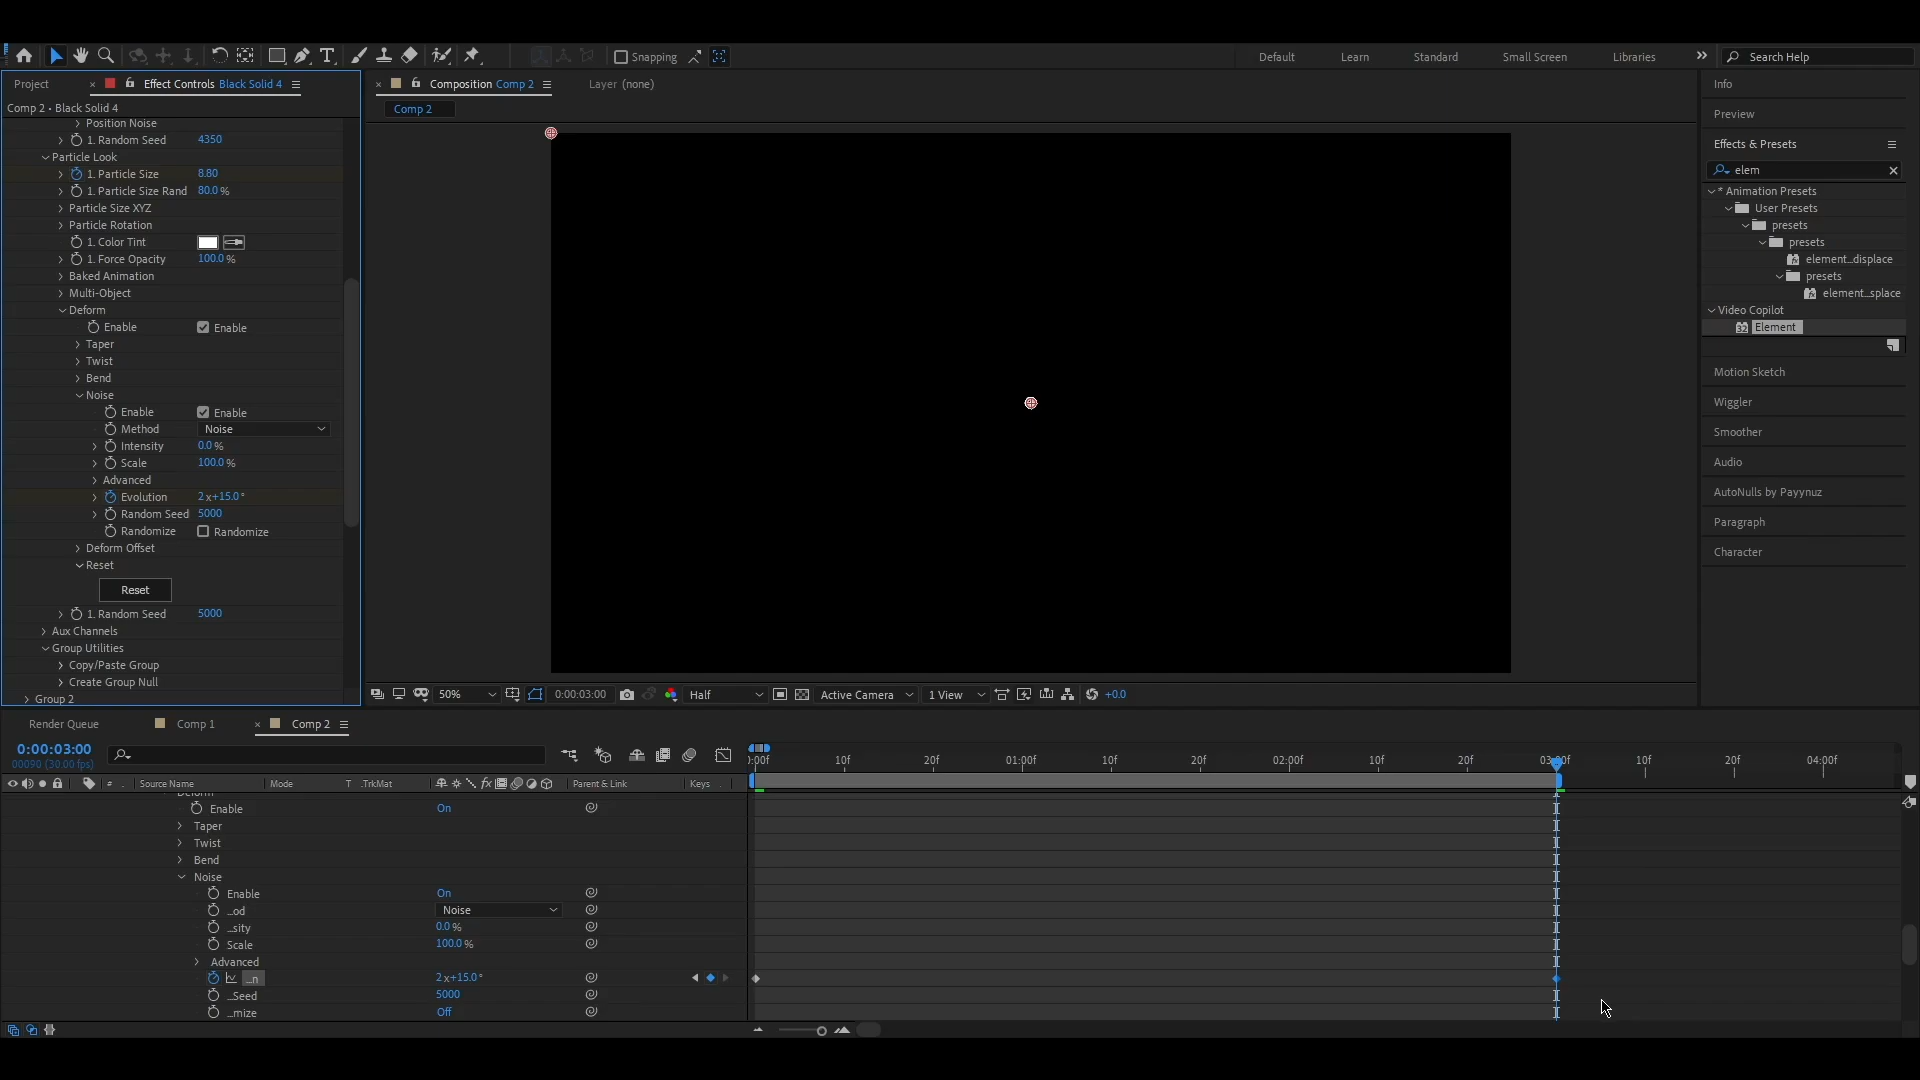 Snapping
Default
Learn
Standard
Small Screen
Libraries
Search Help
Project
Effect Controls Black Solid 4
Composition Comp 2
Layer (none)
Info
Comp 2 • Black Solid 4
Comp 2
Preview
Position Noise
1. Random Seed 4350
Particle Look
1. Particle Size 8.80
1. Particle Size Rand 80.0 %
Particle Size XYZ
Particle Rotation
1. Color Tint
1. Force Opacity 100.0 %
Baked Animation
Multi-Object
Deform
Enable Enable
Taper
Twist
Bend
Noise
Enable Enable
Method Noise
Intensity 0.0 %
Scale 100.0 %
Advanced
Evolution 2 x+15.0 °
Random Seed 5000
Randomize Randomize
Deform Offset
Reset
Reset
1. Random Seed 5000
Aux Channels
Group Utilities
Copy/Paste Group
Create Group Null
Group 2
Effects & Presets
elem
* Animation Presets
User Presets
presets
presets
element...displace
presets
element...splace
Video Copilot
32 Element
Motion Sketch
Wiggler
Smoother
Audio
AutoNulls by Payynuz
Paragraph
Character
50% 0:00:03:00 Half Active Camera 1 View +0.0
Render Queue
Comp 1
Comp 2
0:00:03:00
00090 (30.00 fps)
# . Source Name Mode T .TrkMat fx Parent & Link Keys
):00f 10f 20f 01:00f 10f 20f 02:00f 10f 20f 03:00f 10f 20f 04:00f
Deform
Enable On
Taper
Twist
Bend
Noise
Enable On
...od Noise
...sity 0.0 %
Scale 100.0 %
Advanced
...n 2 x+15.0 °
...Seed 5000
...mize Off